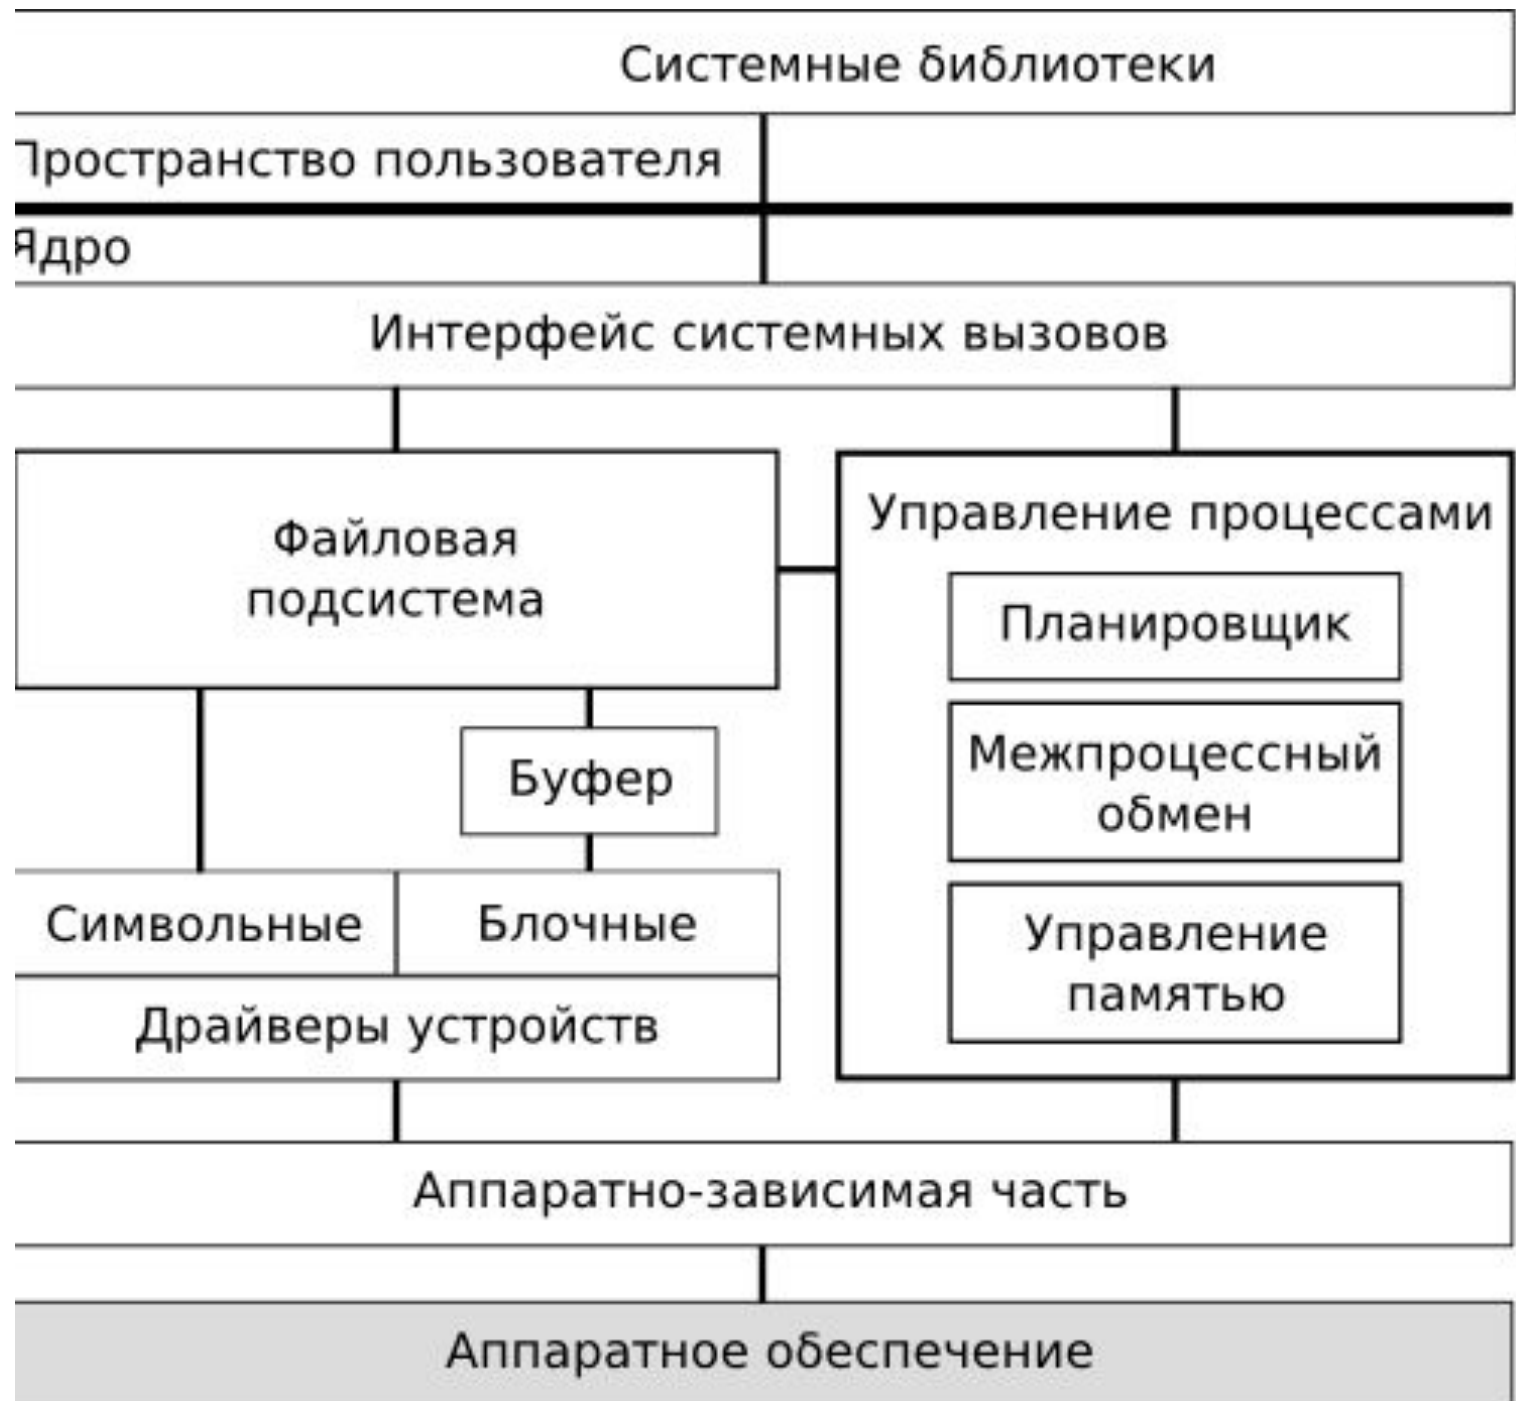 Системные библиотеки
Пространство пользователя
Ядро
Интерфейс системных вызовов
Файловая
подсистема
Управление процессами
Планировщик
Межпроцессный
обмен
Управление
памятью
Буфер
Символьные
Блочные
Драйверы устройств
Аппаратно-зависимая часть
Аппаратное обеспечение